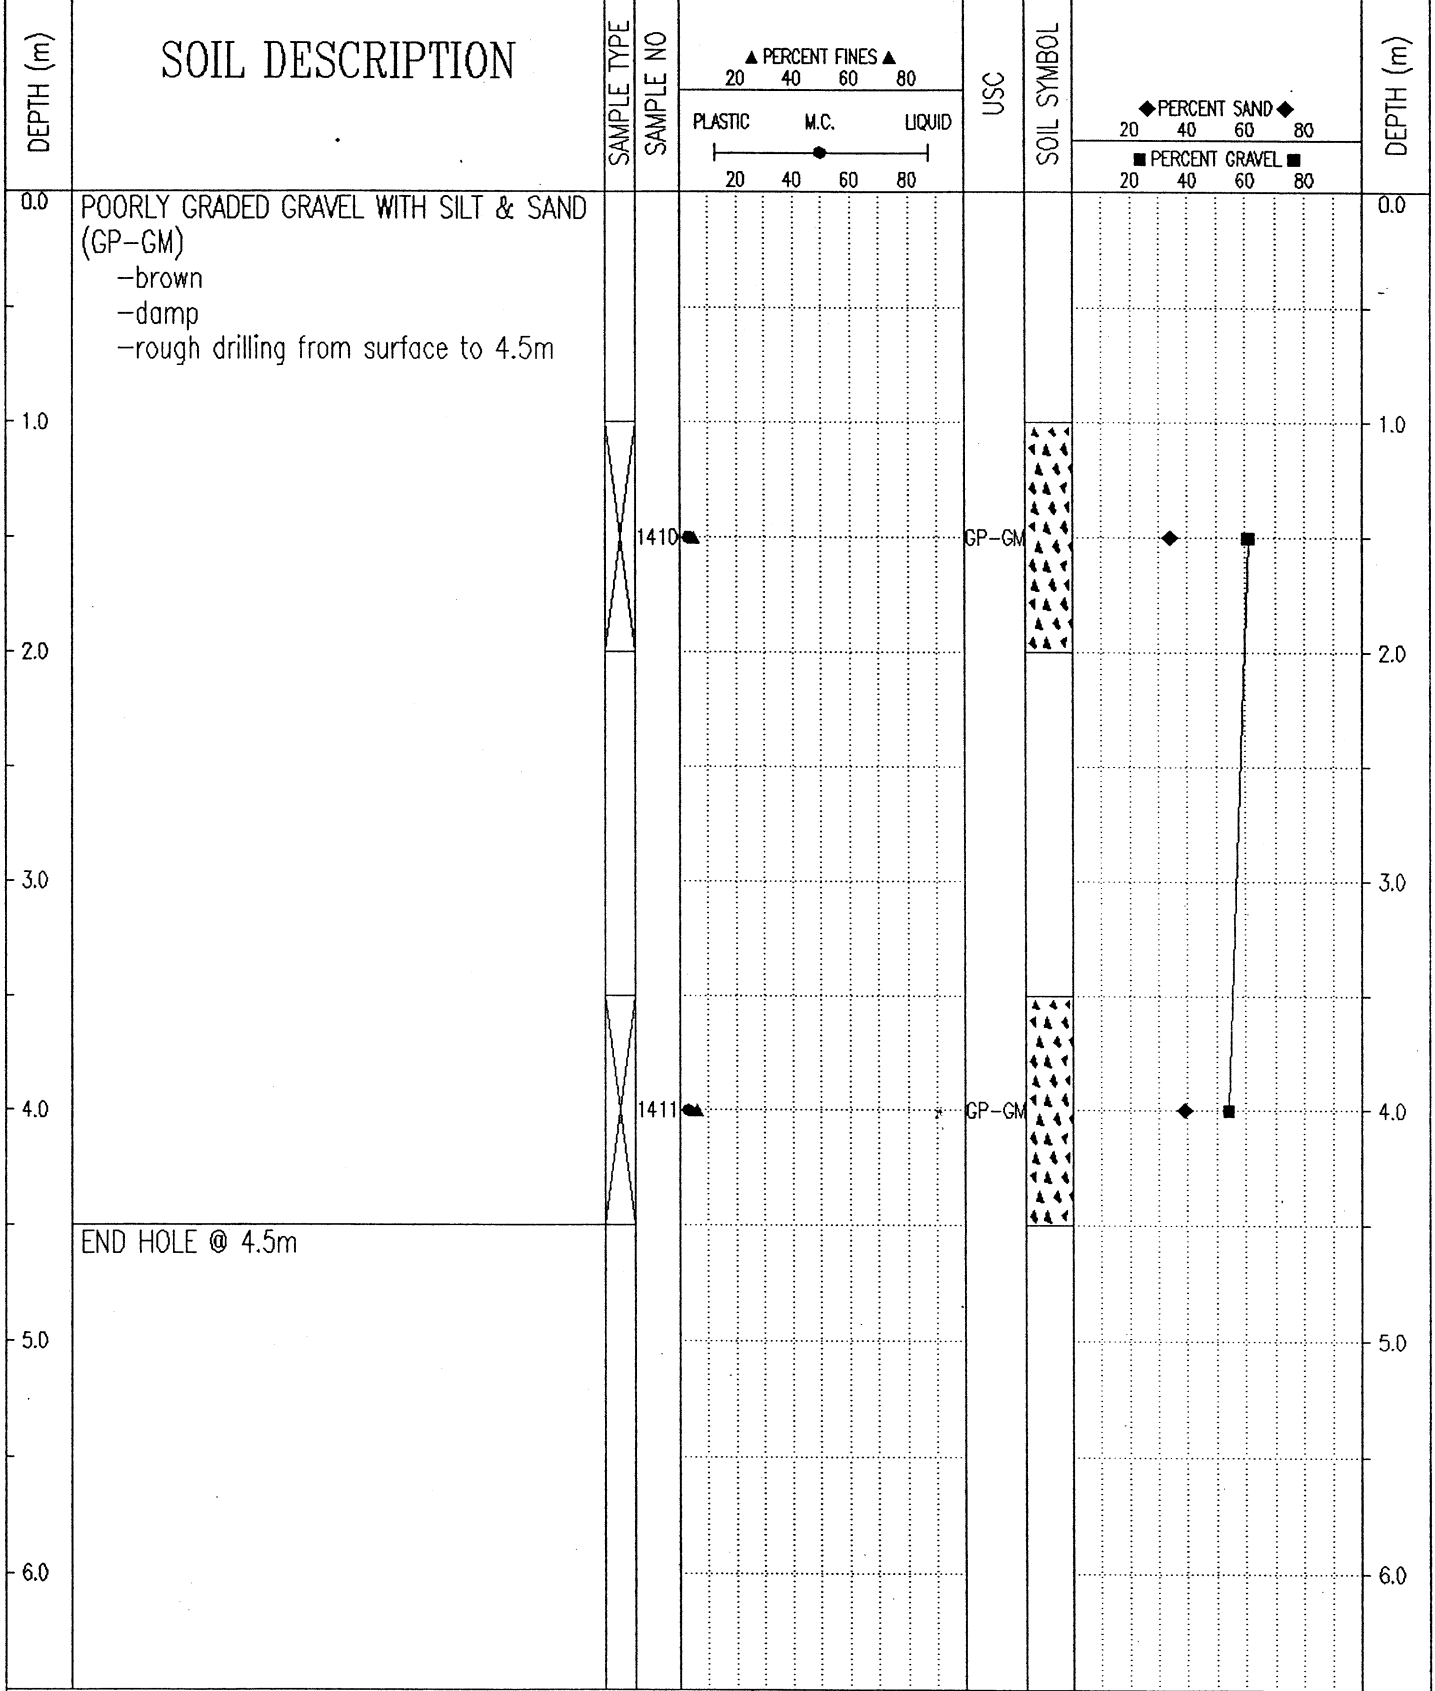 DEPTH (m)
SOIL DESCRIPTION
SAMPLE TYPE
SAMPLE NO
▲ PERCENT FINES ▲
20 40 60 80
PLASTIC M.C. LIQUID
20 40 60 80
USC
SOIL SYMBOL
◆PERCENT SAND◆
20 40 60 80
■ PERCENT GRAVEL ■
20 40 60 80
DEPTH (m)
0.0 POORLY GRADED GRAVEL WITH SILT & SAND 0.0
(GP-GM)
-brown
-damp
-rough drilling from surface to 4.5m
1.0 1.0
1410 GP-GM
2.0 2.0
3.0 3.0
4.0 1411 GP-GM 4.0
END HOLE @ 4.5m
5.0 5.0
6.0 6.0